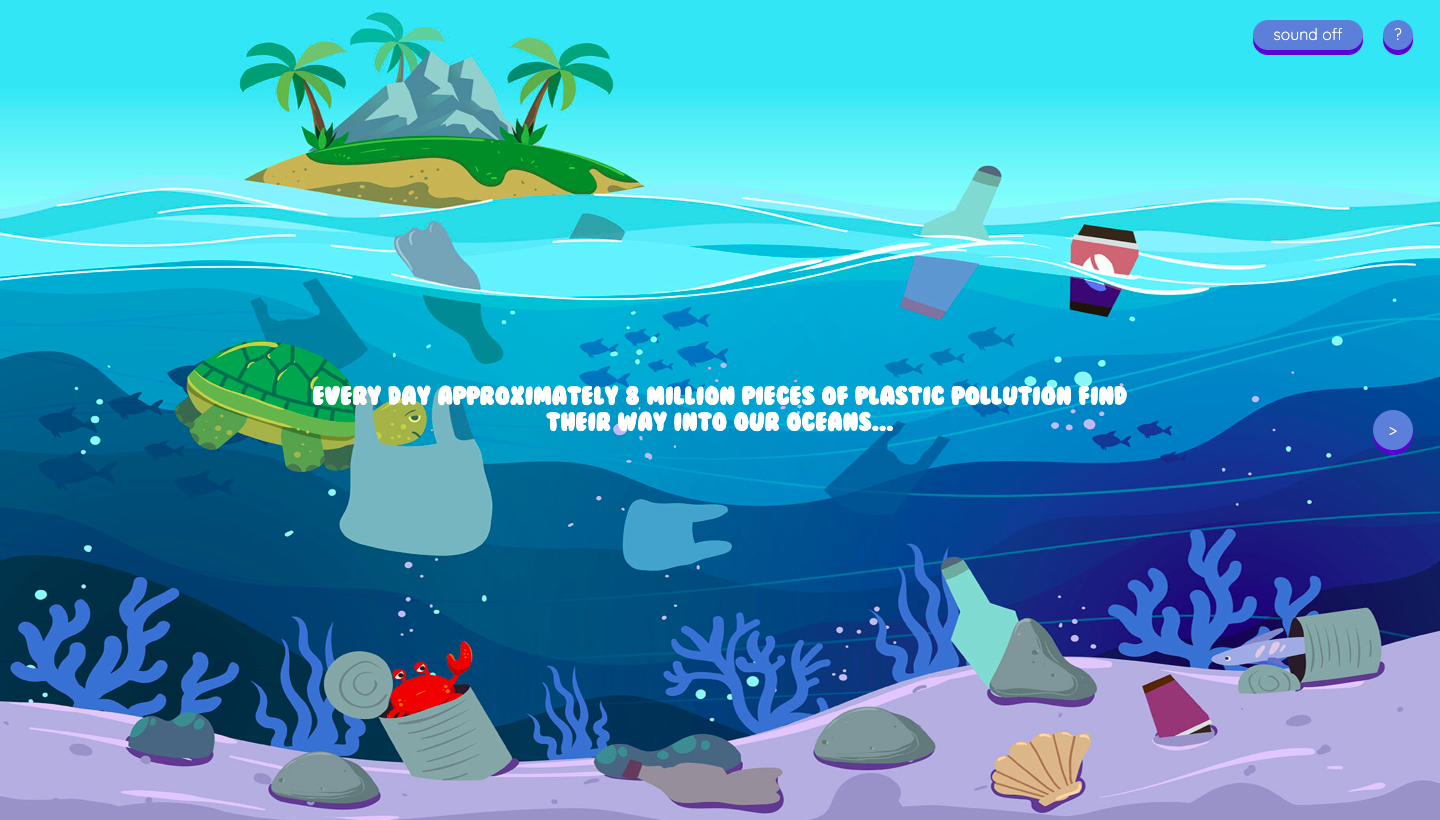 sound off
?
EVERY DAY APPROXIMATELY 8 MILLION PIECES OF PLASTIC POLLUTION FIND
THEIR WAY INTO OUR OCEANS...
>